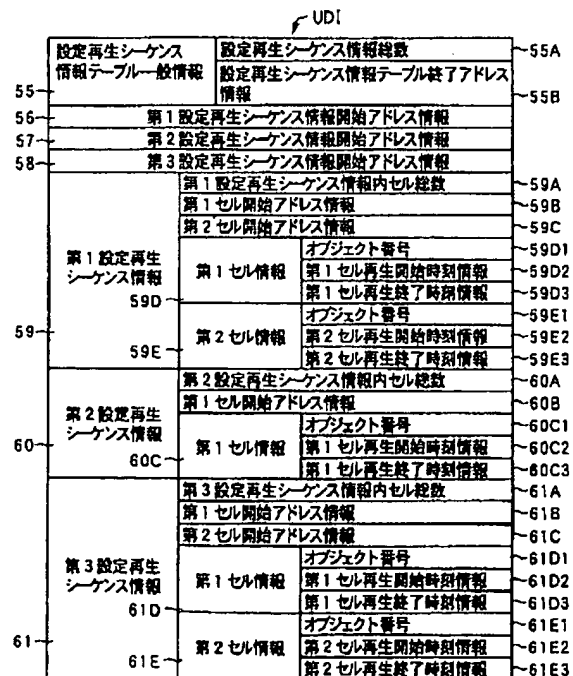 UDI
設定再生シーケンス
情報テーブル一般情報
55
設定再生シーケンス情報総数
55A
設定再生シーケンス情報テーブル終了アドレス
情報
55B
56
第1設定再生シーケンス情報開始アドレス情報
57
第2設定再生シーケンス情報開始アドレス情報
58
第3設定再生シーケンス情報開始アドレス情報
第1設定再生シーケンス情報内セル総数
59A
第1セル開始アドレス情報
59B
第2セル開始アドレス情報
59C
第1設定再生
シーケンス情報
59
59D
第1セル情報
オブジェクト番号
59D1
第1セル再生開始時刻情報
59D2
第1セル再生終了時刻情報
59D3
59E
第2セル情報
オブジェクト番号
59E1
第2セル再生開始時刻情報
59E2
第2セル再生終了時刻情報
59E3
第2設定再生シーケンス情報内セル総数
60A
第1セル開始アドレス情報
60B
第2設定再生
シーケンス情報
60
60C
第1セル情報
オブジェクト番号
60C1
第1セル再生開始時刻情報
60C2
第1セル再生終了時刻情報
60C3
第3設定再生シーケンス情報内セル総数
61A
第1セル開始アドレス情報
61B
第2セル開始アドレス情報
61C
第3設定再生
シーケンス情報
61
61D
第1セル情報
オブジェクト番号
61D1
第1セル再生開始時刻情報
61D2
第1セル再生終了時刻情報
61D3
61E
第2セル情報
オブジェクト番号
61E1
第2セル再生開始時刻情報
61E2
第2セル再生終了時刻情報
61E3